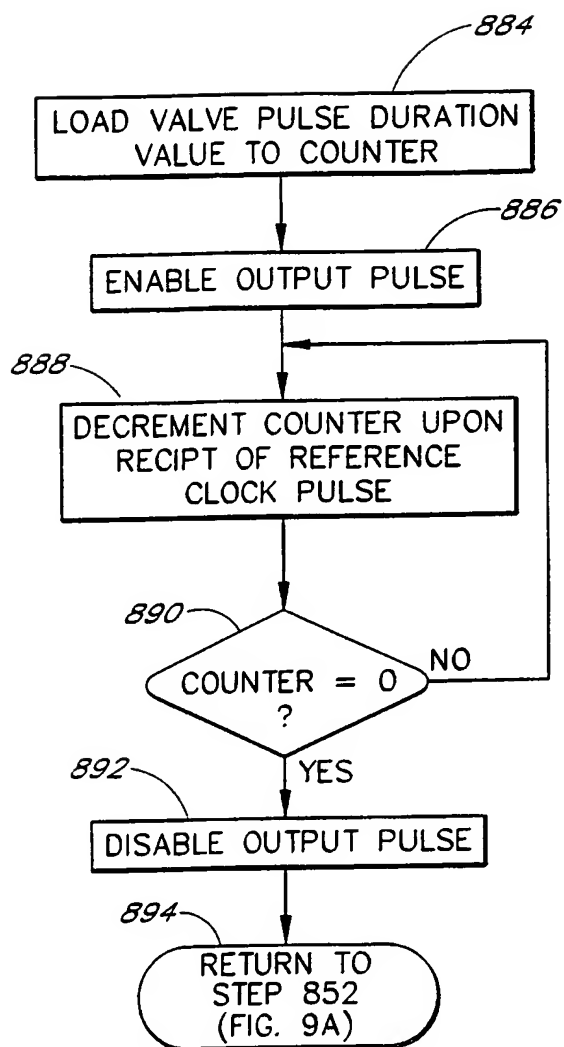 884
LOAD VALVE PULSE DURATION
VALUE TO COUNTER
886
ENABLE OUTPUT PULSE
888
DECREMENT COUNTER UPON
RECIPT OF REFERENCE
CLOCK PULSE
890
COUNTER = 0
?
NO
YES
892
DISABLE OUTPUT PULSE
894
RETURN TO
STEP 852
(FIG. 9A)